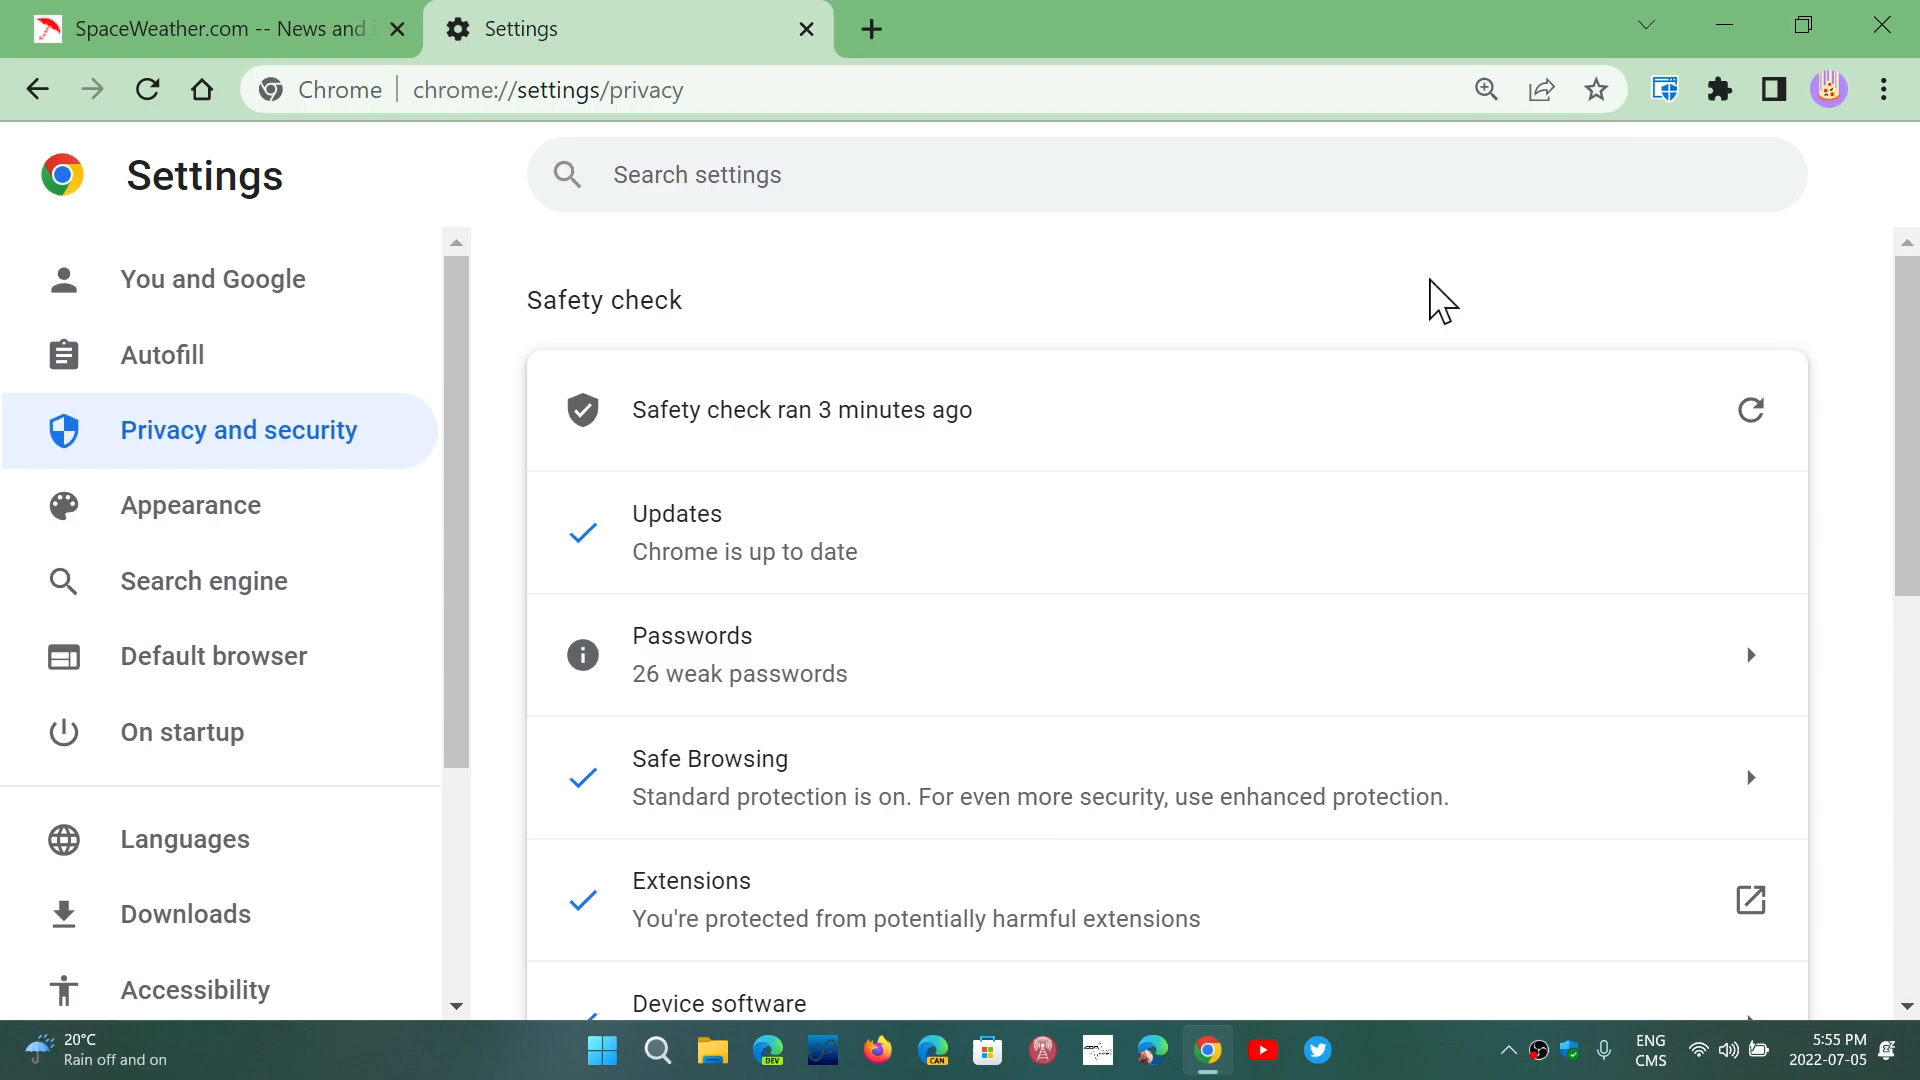 SpaceWeather.com -- News and
Settings
Chrome | chrome://settings/privacy
Settings
Search settings
You and Google
Autofill
Privacy and security
Appearance
Search engine
Default browser
On startup
Languages
Downloads
Accessibility
Safety check
Safety check ran 3 minutes ago
Updates
Chrome is up to date
Passwords
26 weak passwords
Safe Browsing
Standard protection is on. For even more security, use enhanced protection.
Extensions
You're protected from potentially harmful extensions
Device software
20°C
Rain off and on
DEV
CAN
ENG
CMS
5:55 PM
2022-07-05